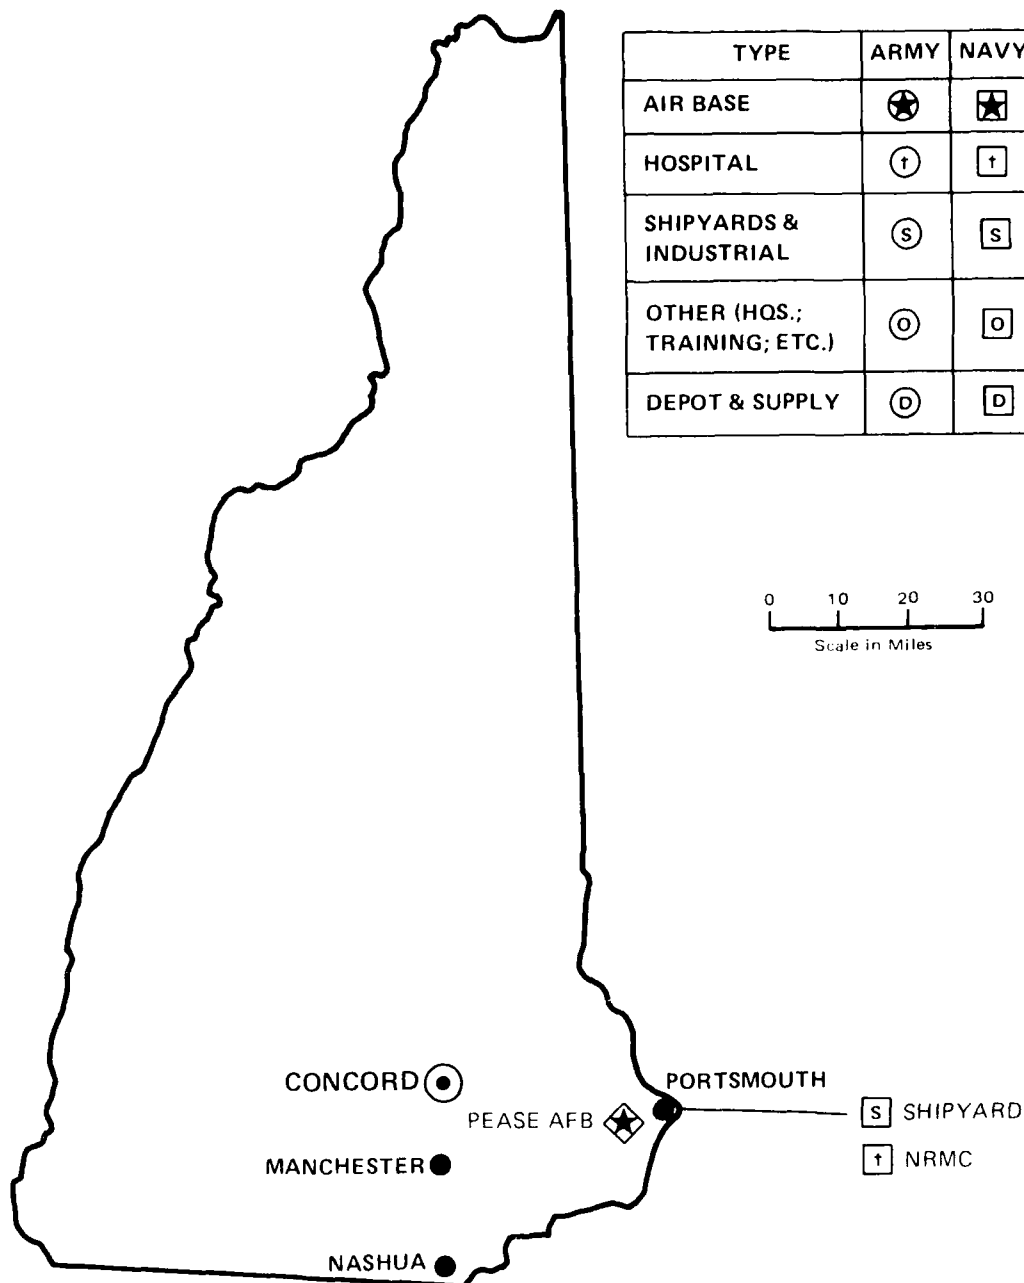 TYPE ARMY NAVY
AIR BASE
HOSPITAL † †
SHIPYARDS & S S
INDUSTRIAL
OTHER (HQS.; O O
TRAINING; ETC.)
DEPOT & SUPPLY D D
0 10 20 30
Scale in Miles
CONCORD
PORTSMOUTH
PEASE AFB
S SHIPYARD
MANCHESTER
† NRMC
NASHUA